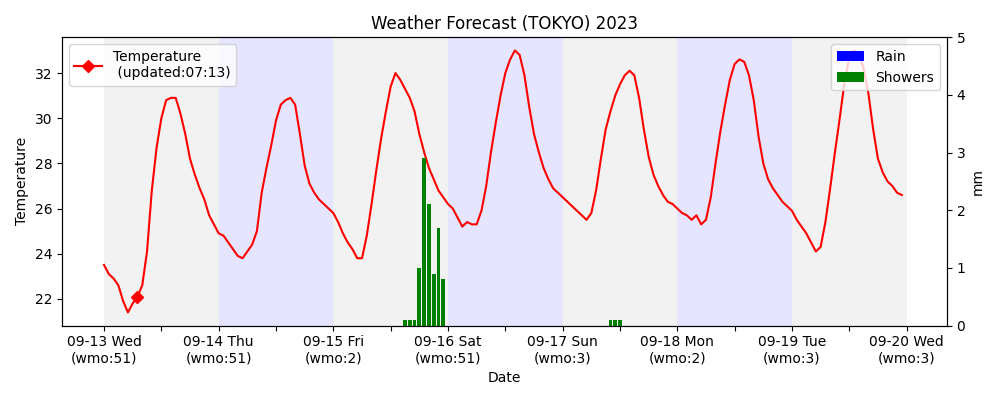 Weather Forecast (TOKYO) 2023
Temperature
(updated:07:13)
Rain
Showers
Temperature
32
30
28
26
24
22
5
4
3
2
1
0
mm
09-13 Wed
(wmo:51)
09-14 Thu
(wmo:51)
09-15 Fri
(wmo:2)
09-16 Sat
(wmo:51)
09-17 Sun
(wmo:3)
09-18 Mon
(wmo:2)
09-19 Tue
(wmo:3)
09-20 Wed
(wmo:3)
Date